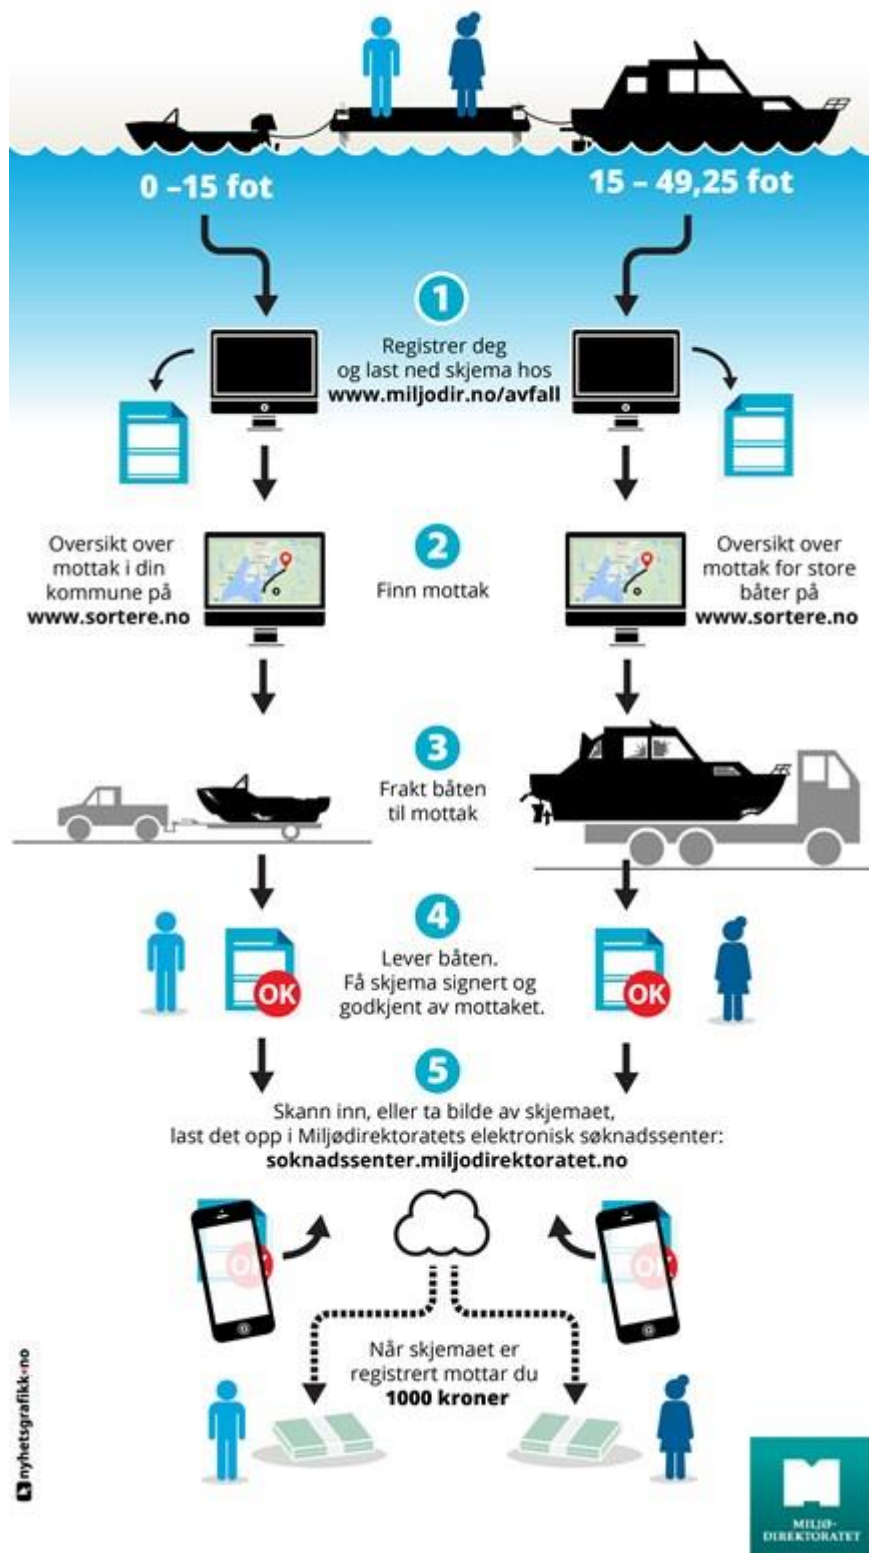 0 –15 fot
15 – 49,25 fot
1
Registrer deg
og last ned skjema hos
www.miljodir.no/avfall
Oversikt over
mottak i din
kommune på
www.sortere.no
2
Finn mottak
Oversikt over
mottak for store
båter på
www.sortere.no
3
Frakt båten
til mottak
4
Lever båten.
Få skjema signert og
godkjent av mottaket.
OK
OK
5
Skann inn, eller ta bilde av skjemaet,
last det opp i Miljødirektoratets elektronisk søknadssenter:
soknadssenter.miljodirektoratet.no
OK
OK
Når skjemaet er
registrert mottar du
1000 kroner
nyhetsgrafikk•no
MILJØ-
DIREKTORATET